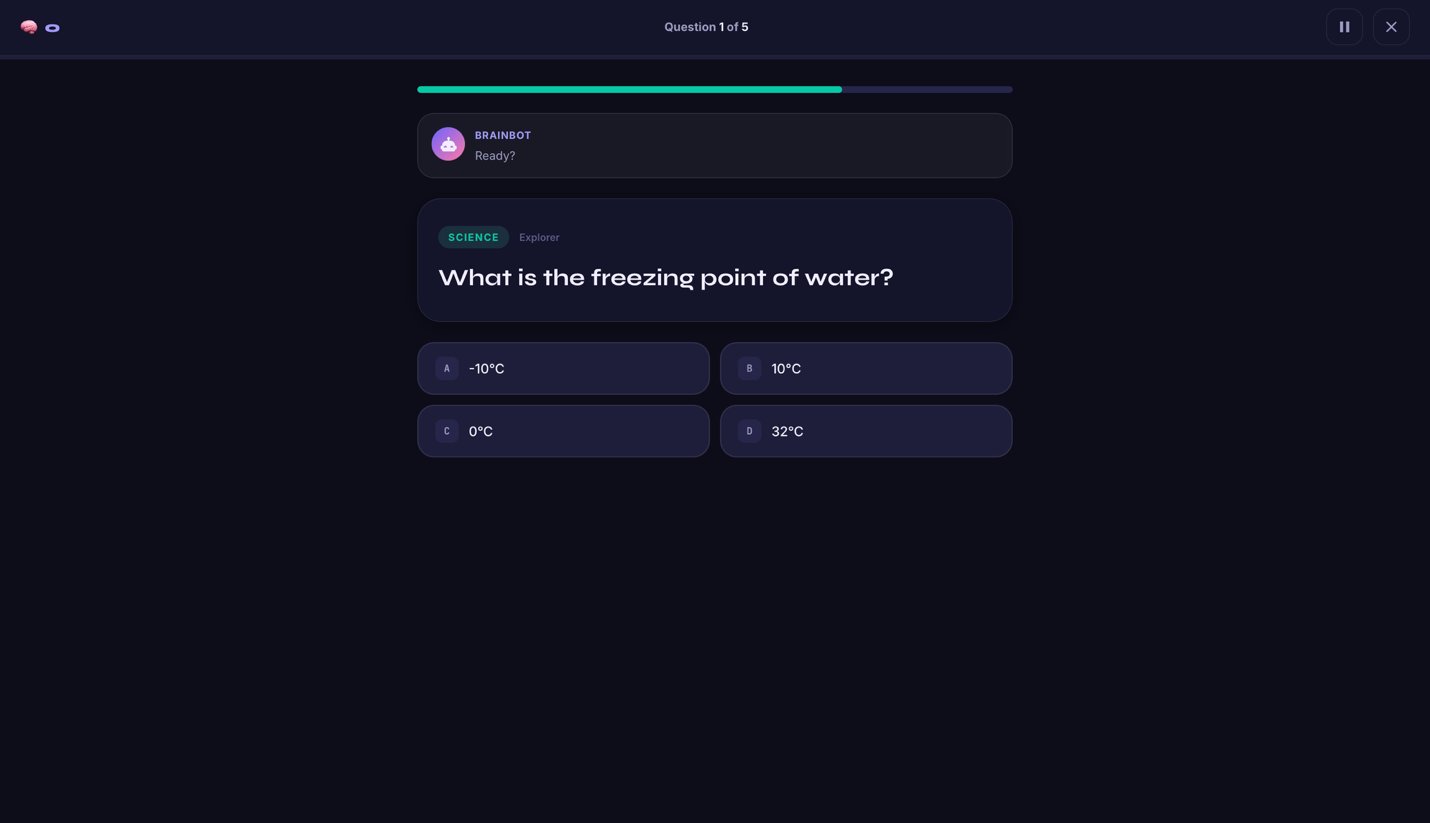 0
Question 1 of 5
BRAINBOT
Ready?
SCIENCE Explorer
What is the freezing point of water?
A -10°C
B 10°C
C 0°C
D 32°C